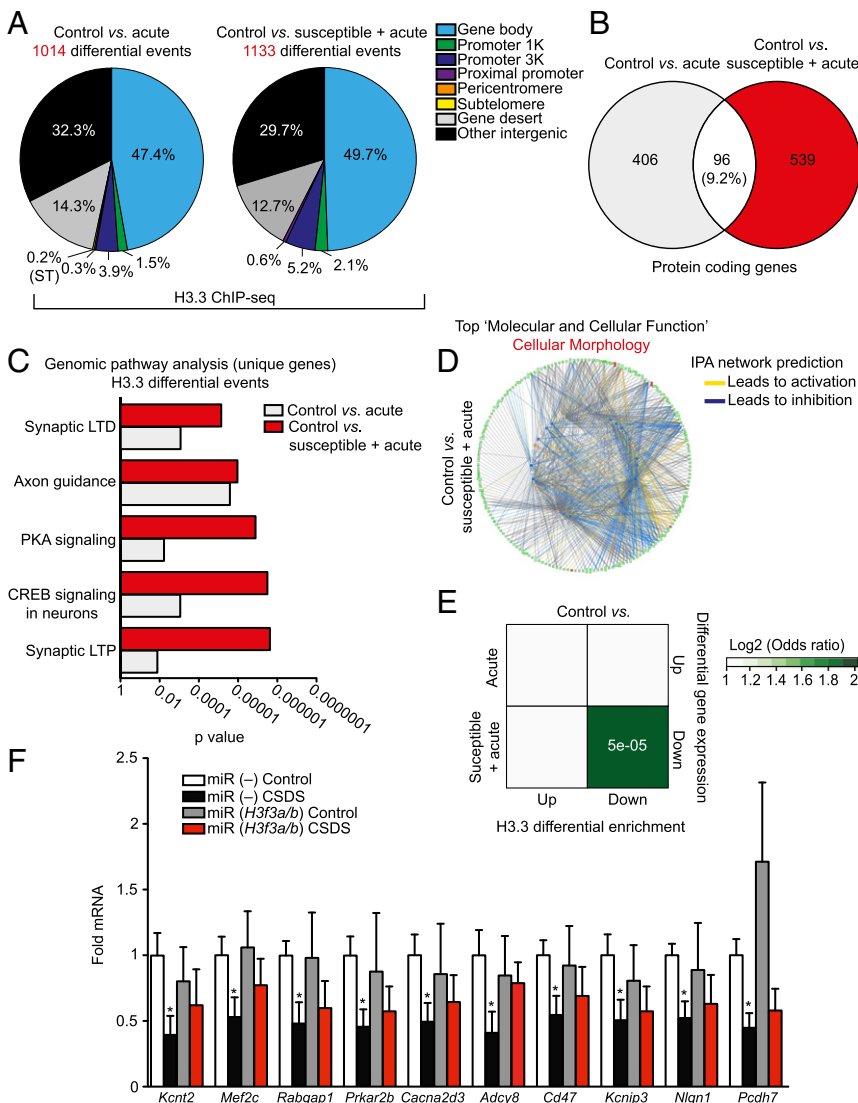 A
Control vs. acute
1014 differential events
Control vs. susceptible + acute
1133 differential events
32.3%
47.4%
14.3%
0.2%
(ST)
0.3%
3.9%
1.5%
29.7%
49.7%
12.7%
0.6%
5.2%
2.1%
H3.3 ChIP-seq
Gene body
Promoter 1K
Promoter 3K
Proximal promoter
Pericentromere
Subtelomere
Gene desert
Other intergenic
B
Control vs. acute
Control vs.
susceptible + acute
406
96
(9.2%)
539
Protein coding genes
C
Genomic pathway analysis (unique genes)
H3.3 differential events
Control vs. acute
Control vs.
susceptible + acute
Synaptic LTD
Axon guidance
PKA signaling
CREB signaling
in neurons
Synaptic LTP
1
0.01
0.0001
0.00001
0.000001
0.0000001
p value
Top 'Molecular and Cellular Function'
Cellular Morphology
D
Control vs.
susceptible + acute
IPA network prediction
Leads to activation
Leads to inhibition
E
Control vs.
Acute
Suceptible
+ acute
5e-05
Up
Down
Up
Down
Differential gene expression
H3.3 differential enrichment
Log2 (Odds ratio)
1 1.2 1.4 1.6 1.8 2
F
Fold mRNA
2.5
2
1.5
1
0.5
0
miR (–) Control
miR (–) CSDS
miR (H3f3a/b) Control
miR (H3f3a/b) CSDS
* * * * * * * * * *
Kcnt2 Mef2c Rabgap1 Prkar2b Cacna2d3 Adcy8 Cd47 Kcnip3 Nlgn1 Pcdh7